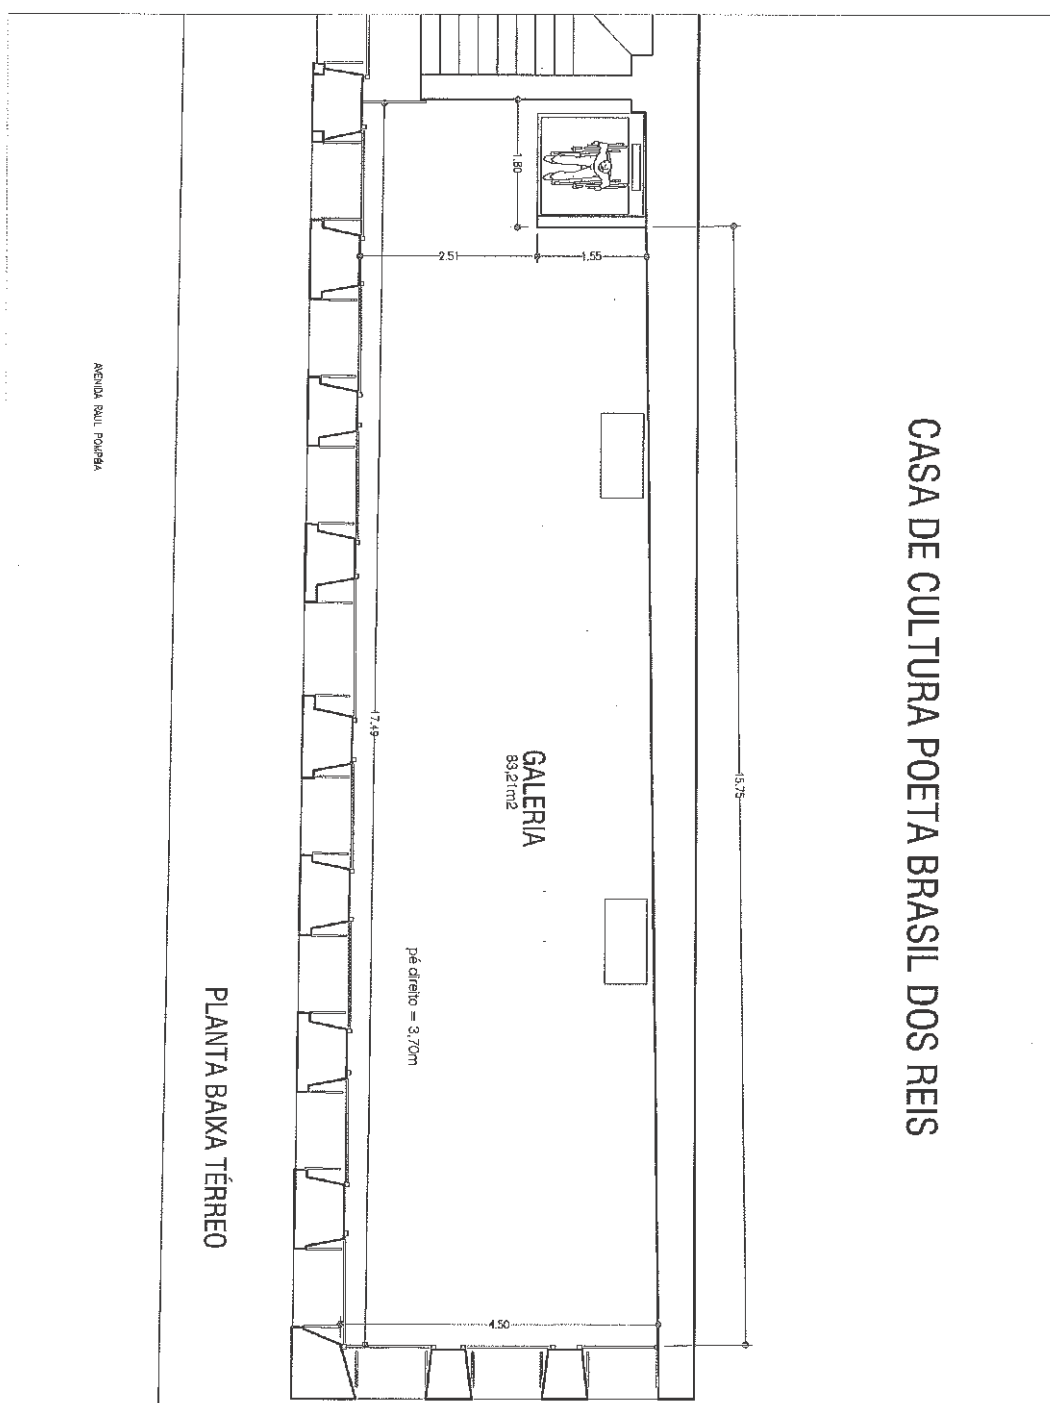 CASA DE CULTURA POETA BRASIL DOS REIS
15.75
1.80
2.51
1.55
GALERIA
83,21m2
17.49
pé direito = 3,70m
4.50
PLANTA BAIXA TÉRREO
AVENIDA RAUL POMPÉIA